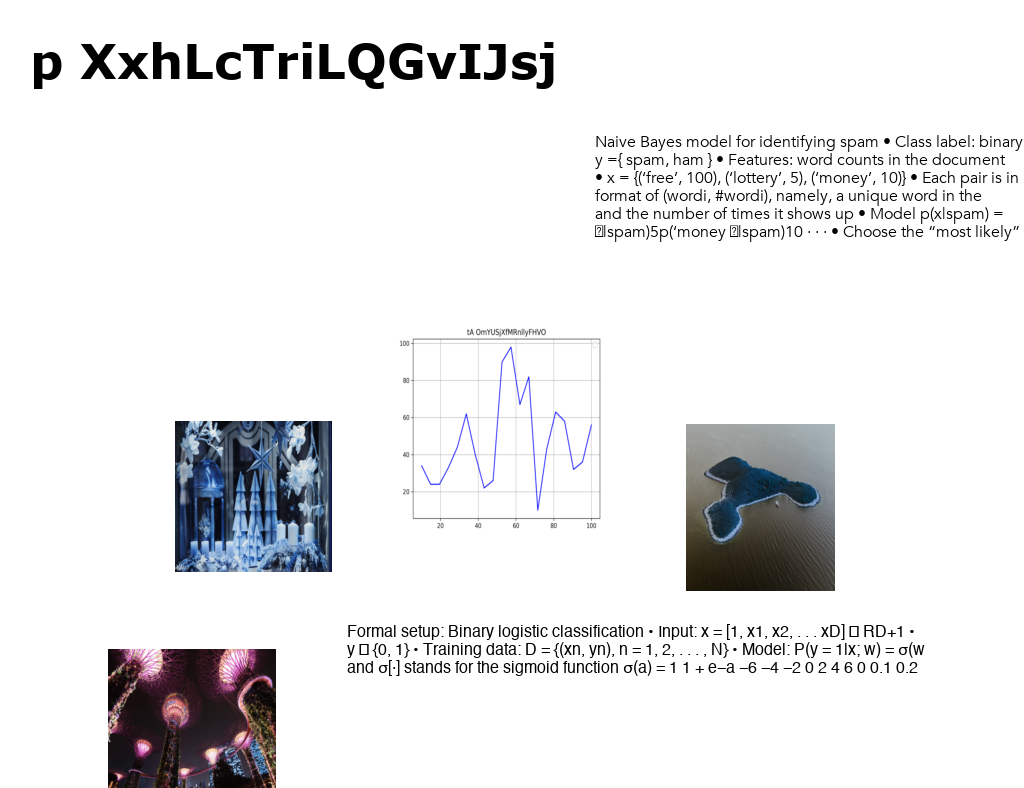 p XxhLcTriLQGvIJsj
Naive Bayes model for identifying spam • Class label: binary
y ={ spam, ham } • Features: word counts in the document
• x = {(‘free’, 100), (‘lottery’, 5), (‘money’, 10)} • Each pair is in
format of (wordi, #wordi), namely, a unique word in the
and the number of times it shows up • Model p(x|spam) =
|spam)5p(‘money |spam)10 · · · • Choose the “most likely”
tA OmYUSjXfMRnlIyFHVO
100
80
60
40
20
20 40 60 80 100
Formal setup: Binary logistic classification • Input: x = [1, x1, x2, . . . xD] RD+1 •
y {0, 1} • Training data: D = {(xn, yn), n = 1, 2, . . . , N} • Model: P(y = 1|x; w) = σ(w
and σ[·] stands for the sigmoid function σ(a) = 1 1 + e−a −6 −4 −2 0 2 4 6 0 0.1 0.2